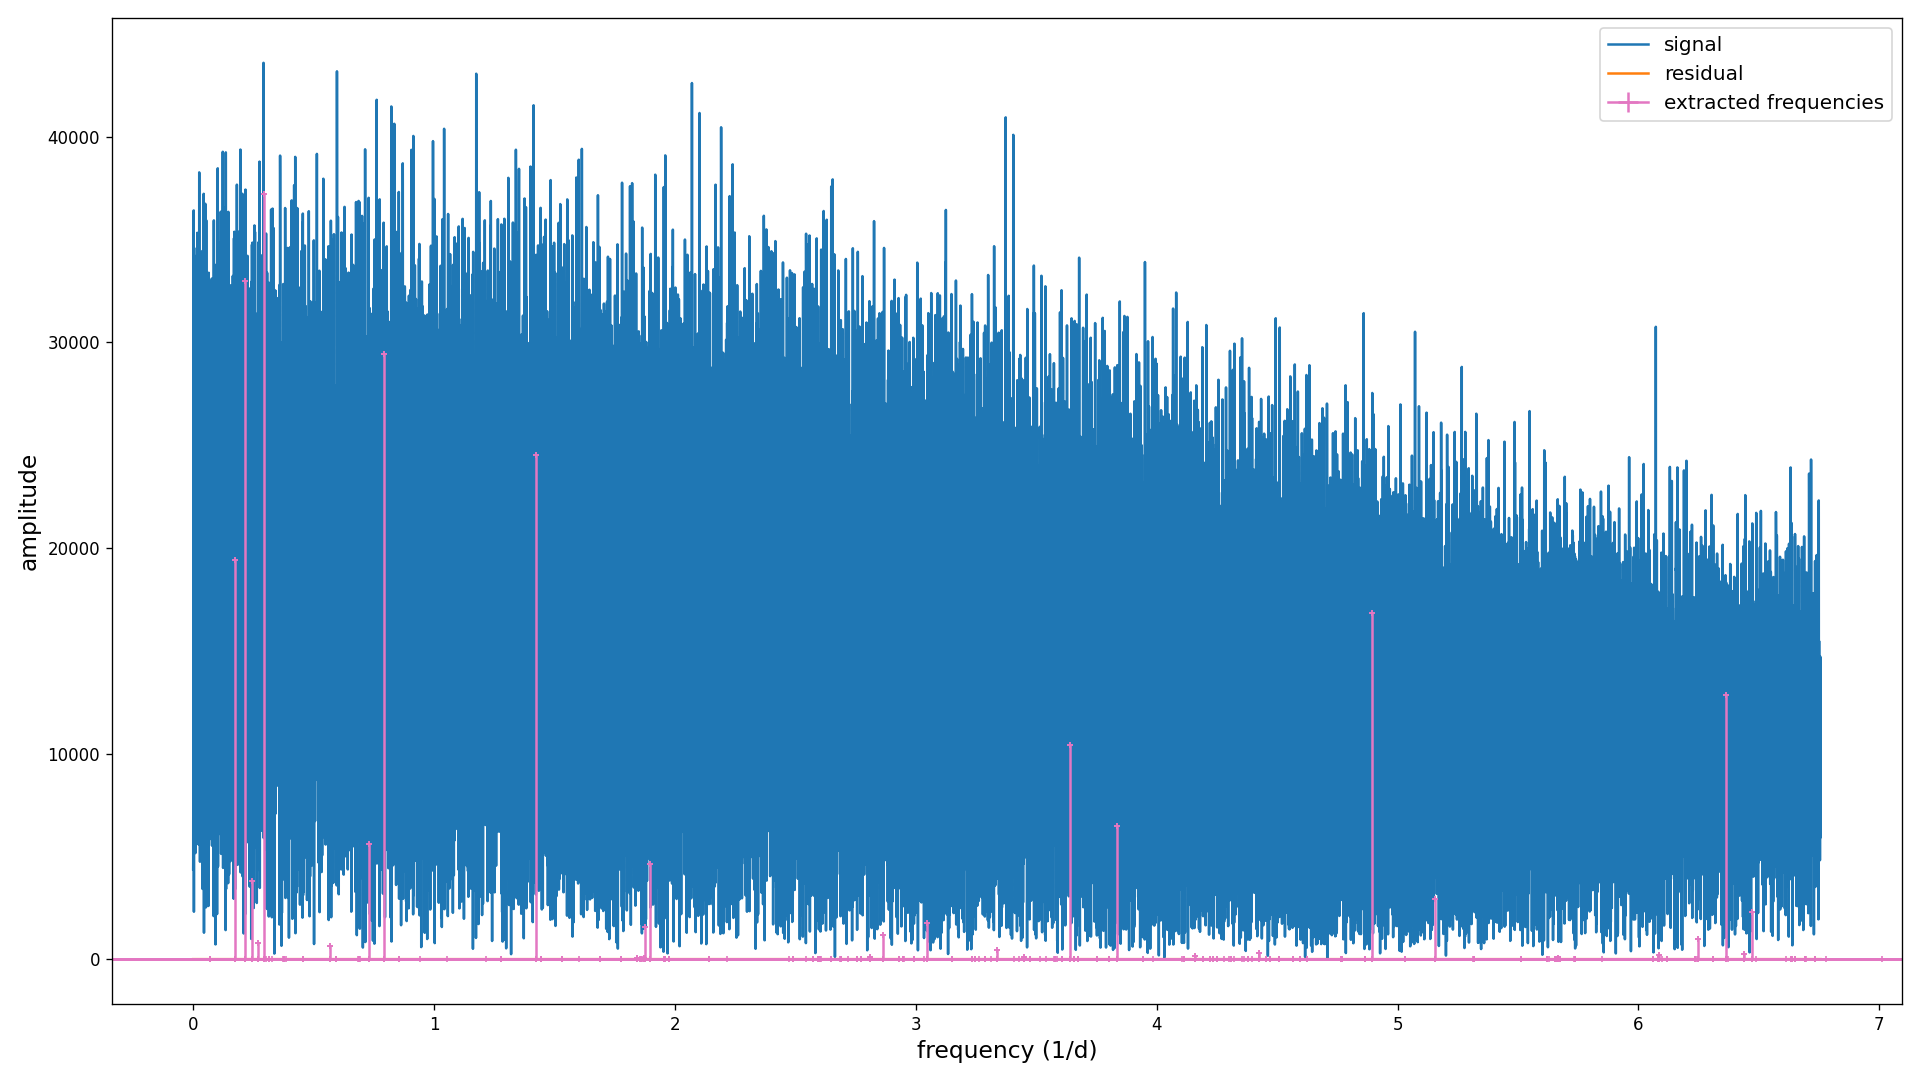 signal
residual
extracted frequencies
amplitude
40000
30000
20000
10000
0
0 1 2 3 4 5 6 7
frequency (1/d)